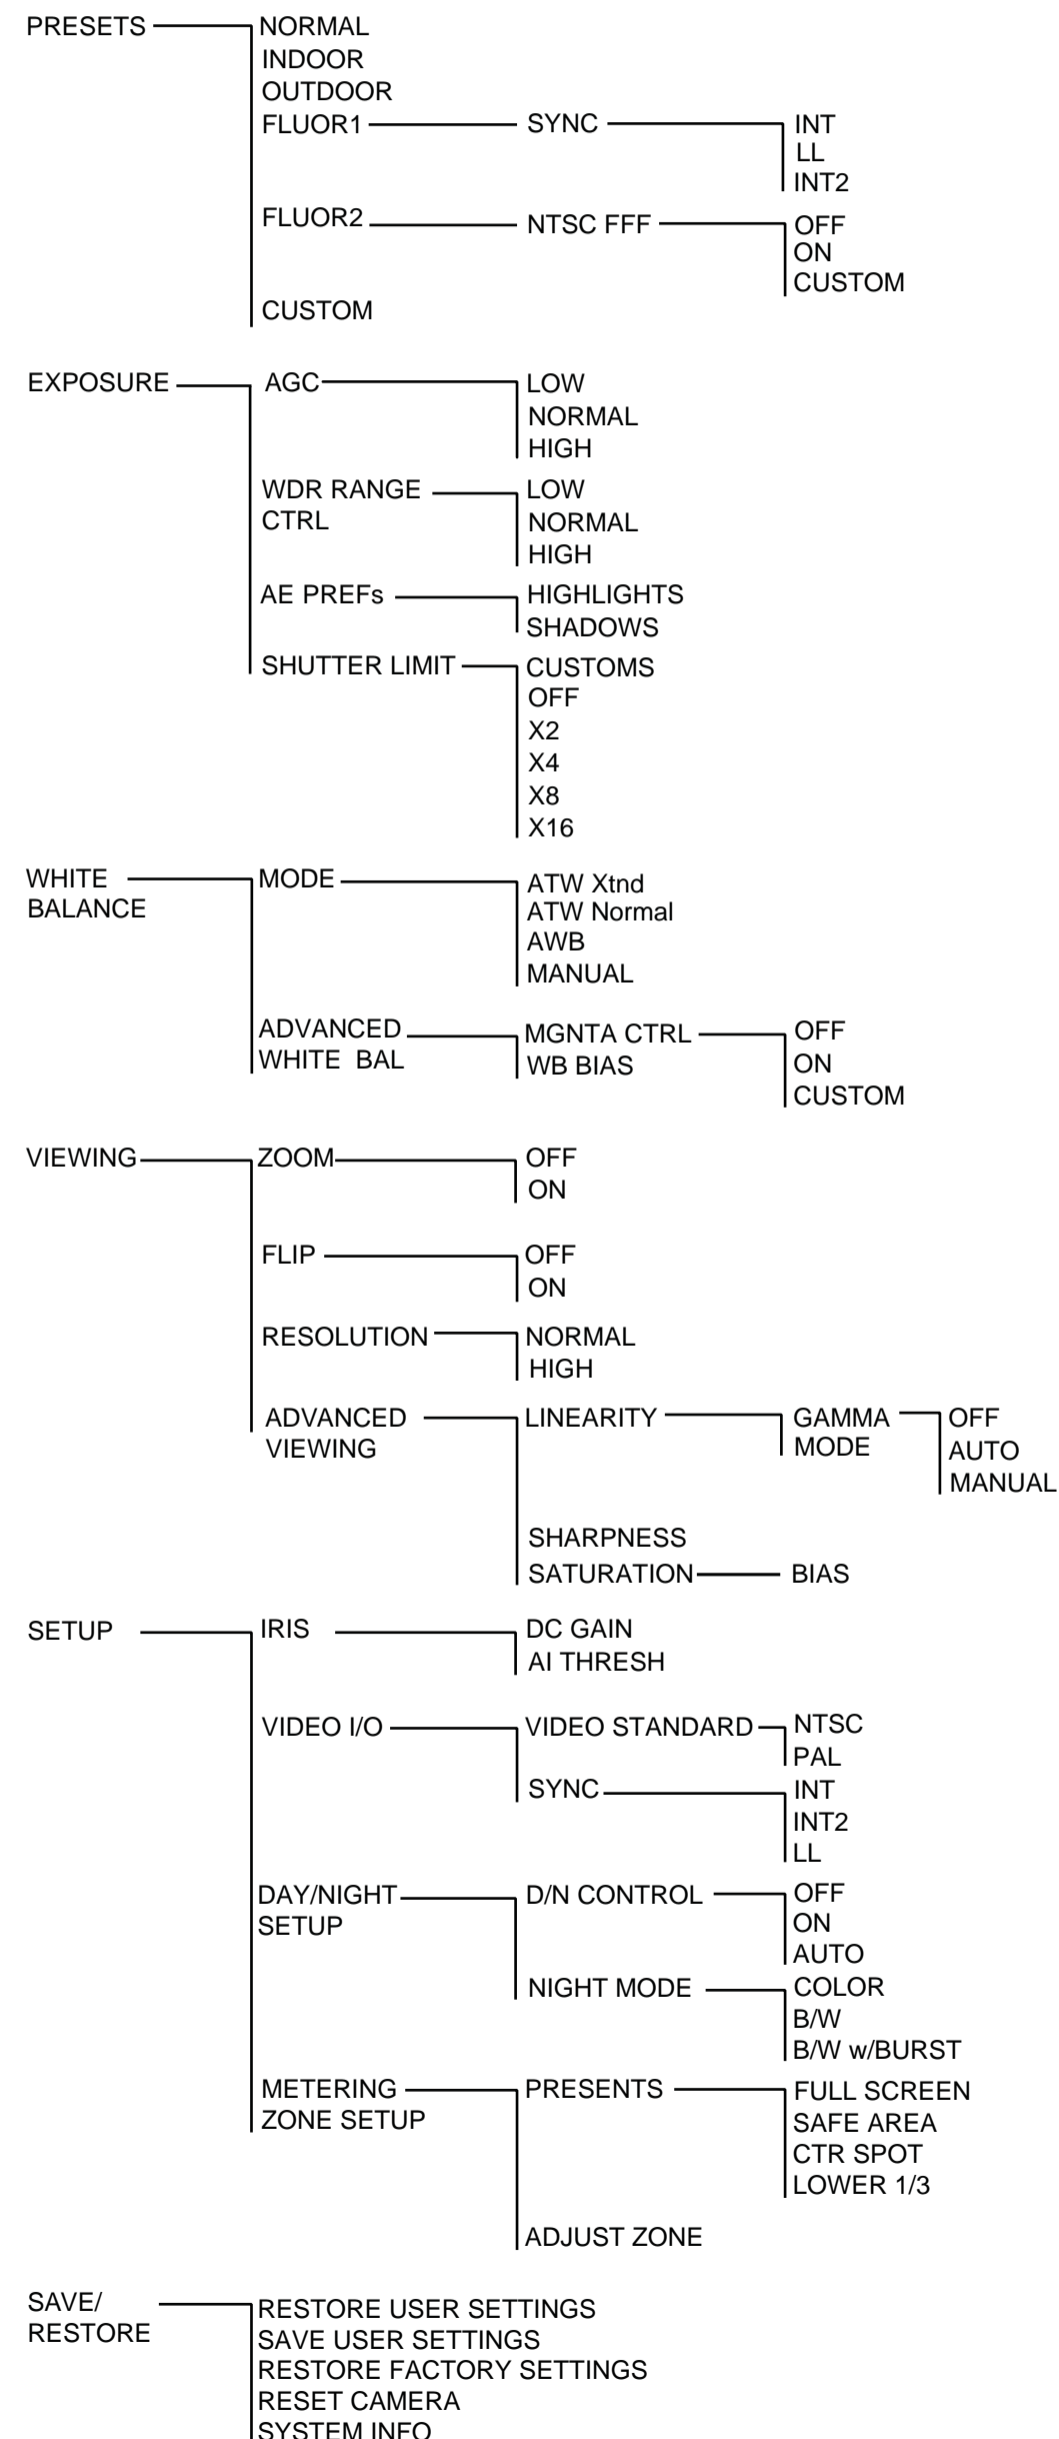 PRESETS
NORMAL
INDOOR
OUTDOOR
FLUOR1
SYNC
INT
LL
INT2
FLUOR2
NTSC FFF
OFF
ON
CUSTOM
CUSTOM
EXPOSURE
AGC
LOW
NORMAL
HIGH
WDR RANGE
CTRL
LOW
NORMAL
HIGH
AE PREFs
HIGHLIGHTS
SHADOWS
SHUTTER LIMIT
CUSTOMS
OFF
X2
X4
X8
X16
WHITE
BALANCE
MODE
ATW Xtnd
ATW Normal
AWB
MANUAL
ADVANCED
WHITE BAL
MGNTA CTRL
WB BIAS
OFF
ON
CUSTOM
VIEWING
ZOOM
OFF
ON
FLIP
OFF
ON
RESOLUTION
NORMAL
HIGH
ADVANCED
VIEWING
LINEARITY
GAMMA
MODE
OFF
AUTO
MANUAL
SHARPNESS
SATURATION
BIAS
SETUP
IRIS
DC GAIN
AI THRESH
VIDEO I/O
VIDEO STANDARD
NTSC
PAL
SYNC
INT
INT2
LL
DAY/NIGHT
SETUP
D/N CONTROL
OFF
ON
AUTO
NIGHT MODE
COLOR
B/W
B/W w/BURST
METERING
ZONE SETUP
PRESENTS
FULL SCREEN
SAFE AREA
CTR SPOT
LOWER 1/3
ADJUST ZONE
SAVE/
RESTORE
RESTORE USER SETTINGS
SAVE USER SETTINGS
RESTORE FACTORY SETTINGS
RESET CAMERA
SYSTEM INFO